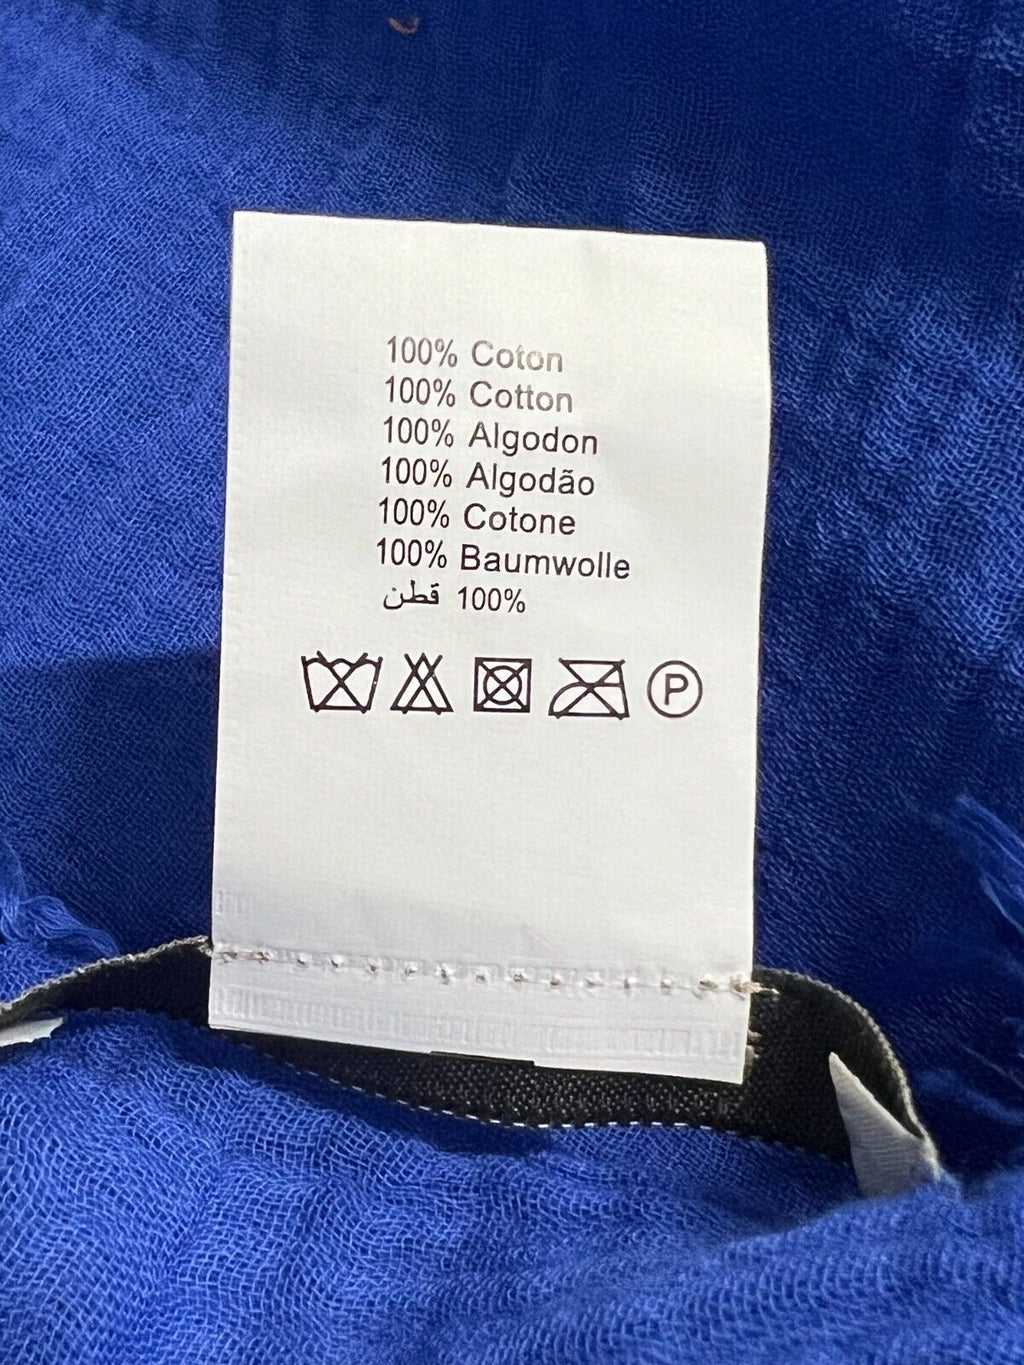 100% Coton
100% Cotton
100% Algodon
100% Algodão
100% Cotone
100% Baumwolle
100% قطن
P